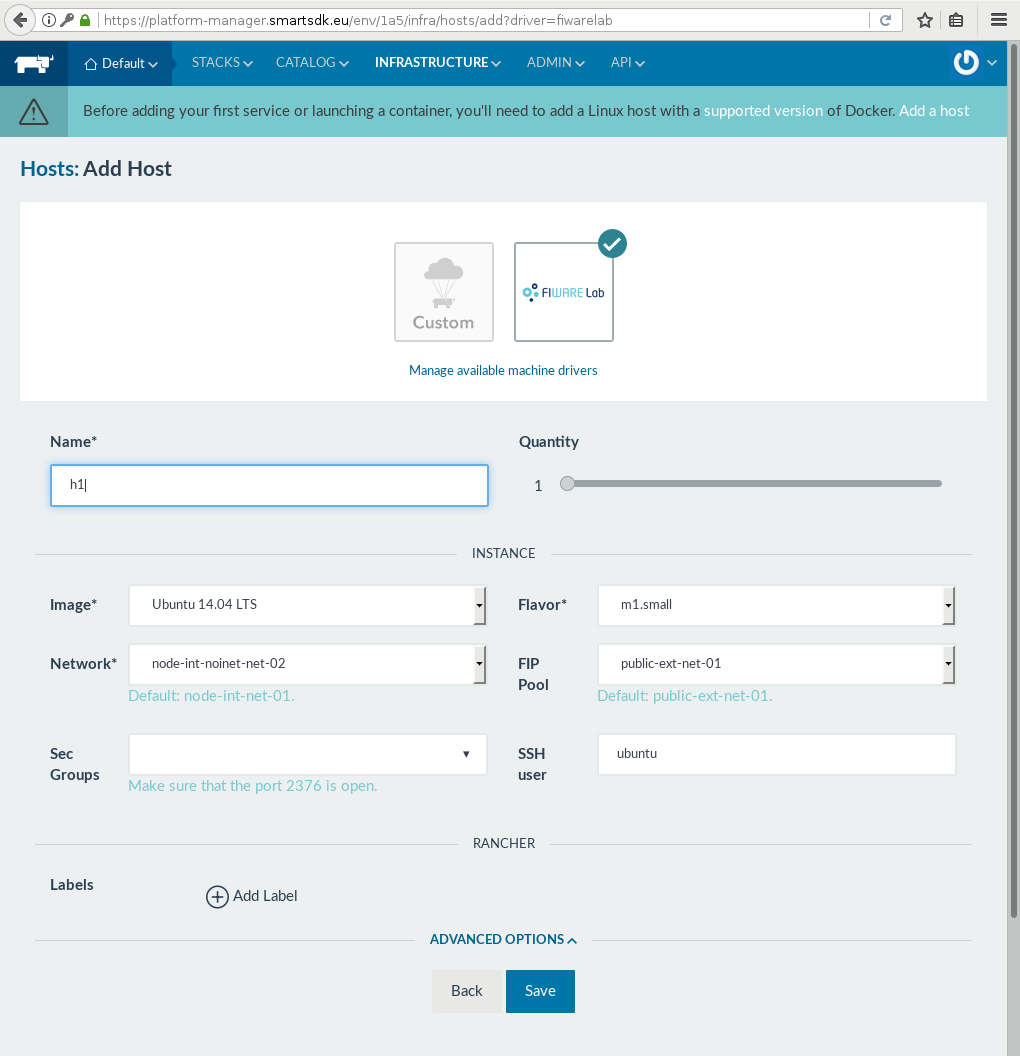 https://platform-manager.smartsdk.eu/env/1a5/infra/hosts/add?driver=fiwarelab
Default STACKS CATALOG INFRASTRUCTURE ADMIN API
Before adding your first service or launching a container, you'll need to add a Linux host with a supported version of Docker. Add a host
Hosts: Add Host
Custom
FIWARE Lab
Manage available machine drivers
Name*
Quantity
h1
1
INSTANCE
Image*
Ubuntu 14.04 LTS
Flavor*
m1.small
Network*
node-int-noinet-net-02
Default: node-int-net-01.
FIP
Pool
public-ext-net-01
Default: public-ext-net-01.
Sec
Groups
Make sure that the port 2376 is open.
SSH
user
ubuntu
RANCHER
Labels
Add Label
ADVANCED OPTIONS
Back
Save